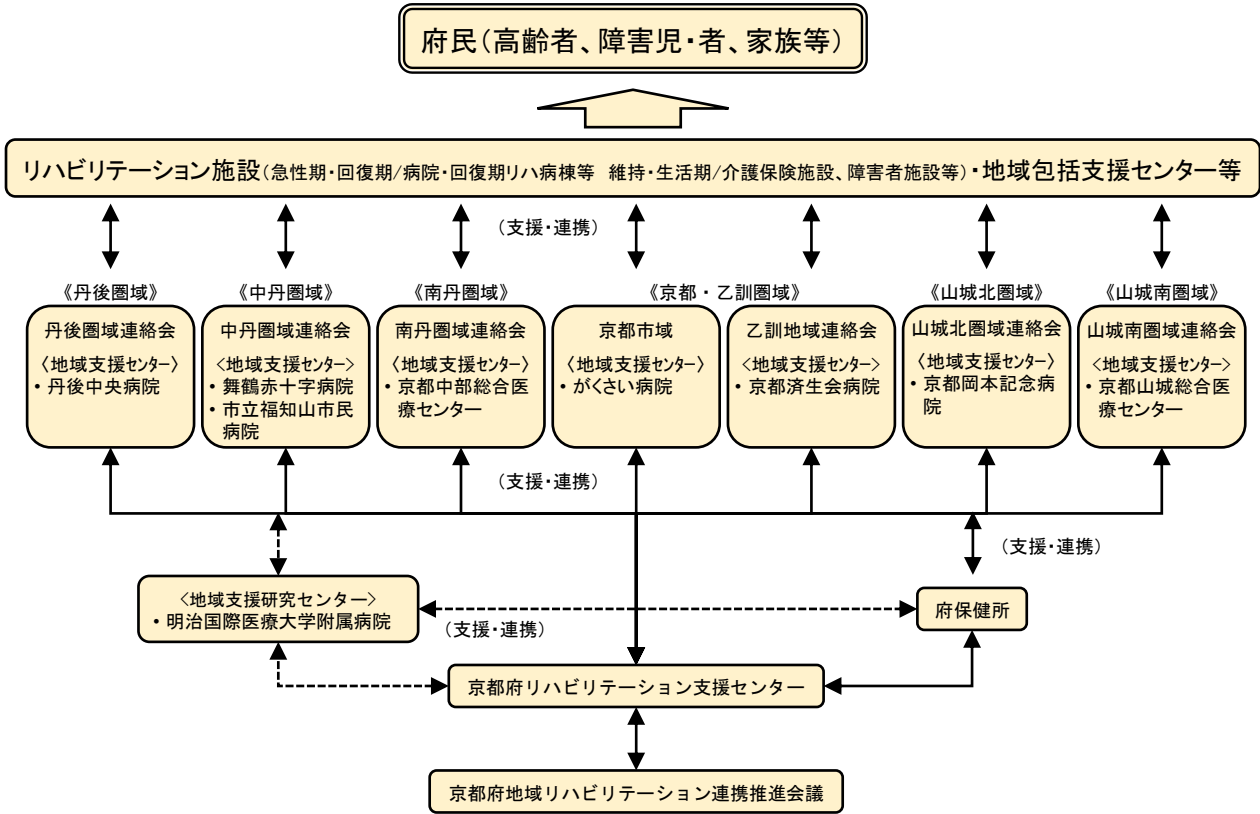 府民(高齢者、障害児・者、家族等)
リハビリテーション施設(急性期・回復期/病院・回復期リハ病棟等　維持・生活期/介護保険施設、障害者施設等)・地域包括支援センター等
(支援・連携)
《丹後圏域》
《中丹圏域》
《南丹圏域》
《京都・乙訓圏域》
《山城北圏域》
《山城南圏域》
丹後圏域連絡会
〈地域支援センター〉
・丹後中央病院
中丹圏域連絡会
<地域支援センター>
・舞鶴赤十字病院
・市立福知山市民
病院
南丹圏域連絡会
〈地域支援センター〉
・京都中部総合医
療センター
京都市域
〈地域支援センター〉
・がくさい病院
乙訓地域連絡会
<地域支援センター>
・京都済生会病院
山城北圏域連絡会
〈地域支援センター〉
・京都岡本記念病
院
山城南圏域連絡会
<地域支援センター>
・京都山城総合医
療センター
(支援・連携)
(支援・連携)
<地域支援研究センター>
・明治国際医療大学附属病院
(支援・連携)
府保健所
京都府リハビリテーション支援センター
京都府地域リハビリテーション連携推進会議